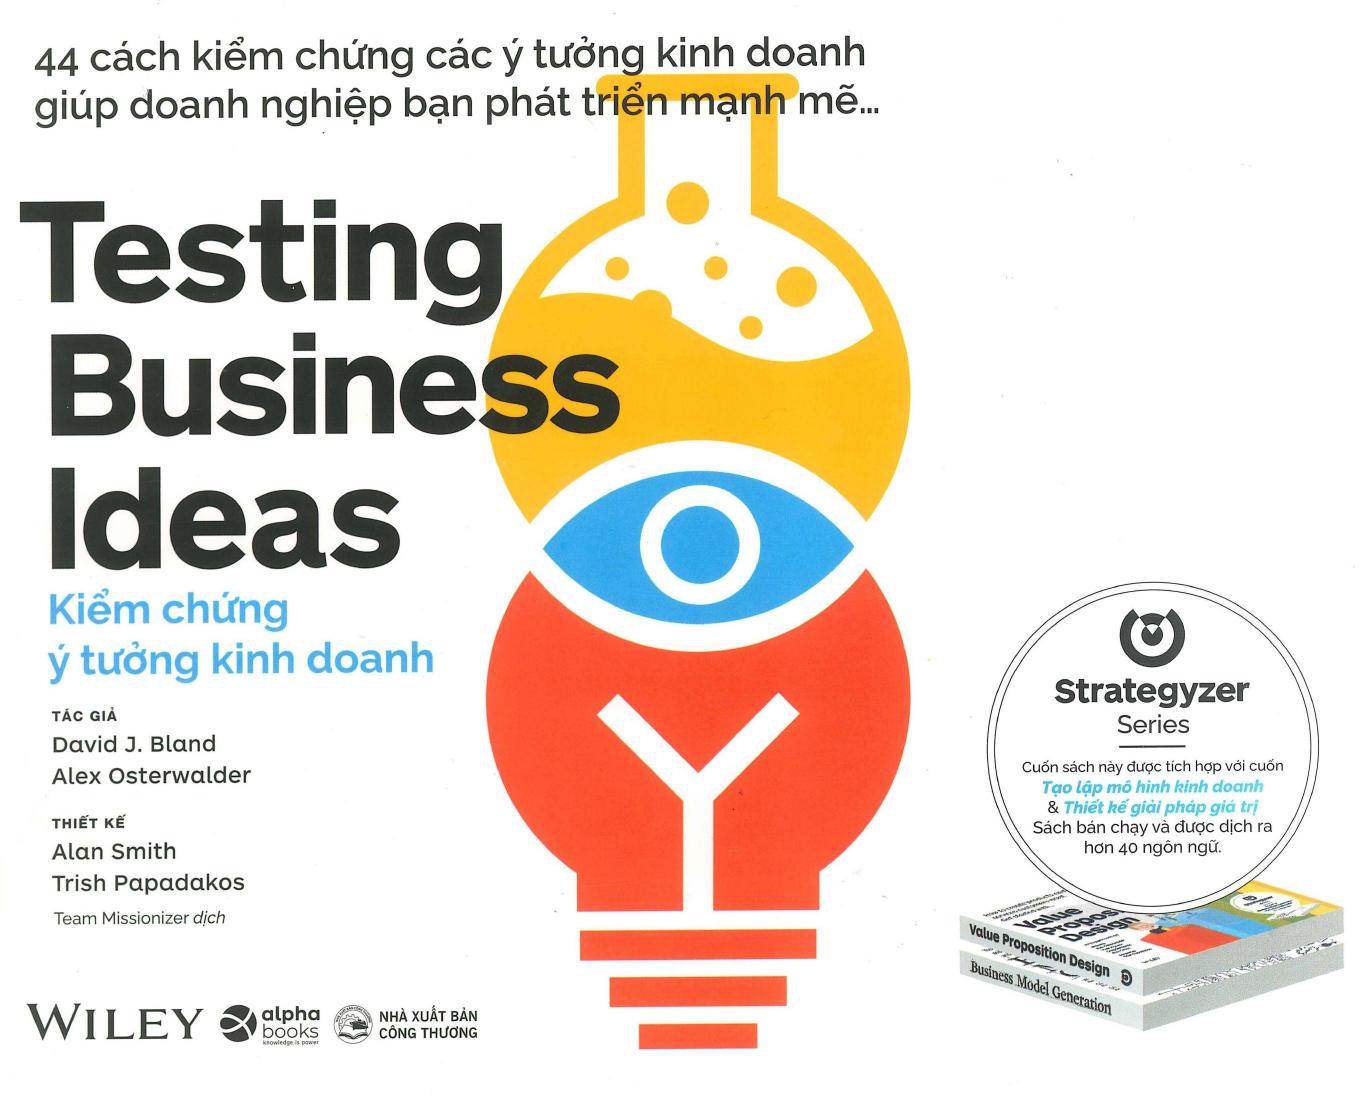 44 cách kiểm chứng các ý tưởng kinh doanh
giúp doanh nghiệp bạn phát triển mạnh mẽ...
Testing
Business
Ideas
Kiểm chứng
ý tưởng kinh doanh
TÁC GIẢ
David J. Bland
Alex Osterwalder
THIẾT KẾ
Alan Smith
Trish Papadakos
Team Missionizer dịch
WILEY
alpha
books
knowledge is power
NHÀ XUẤT BẢN
CÔNG THƯƠNG
Strategyzer
Series
Cuốn sách này được tích hợp với cuốn
Tạo lập mô hình kinh doanh
& Thiết kế giải pháp giá trị
Sách bán chạy và được dịch ra
hơn 40 ngôn ngữ.
Value
Design
Value Proposition Design
Business Model Generation